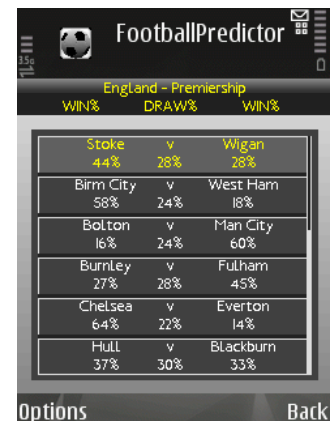 FootballPredictor
3.5G
England - Premiership
WIN% DRAW% WIN%
Stoke v Wigan
44% 28% 28%
Birm City v West Ham
58% 24% 18%
Bolton v Man City
16% 24% 60%
Burnley v Fulham
27% 28% 45%
Chelsea v Everton
64% 22% 14%
Hull v Blackburn
37% 30% 33%
Options Back